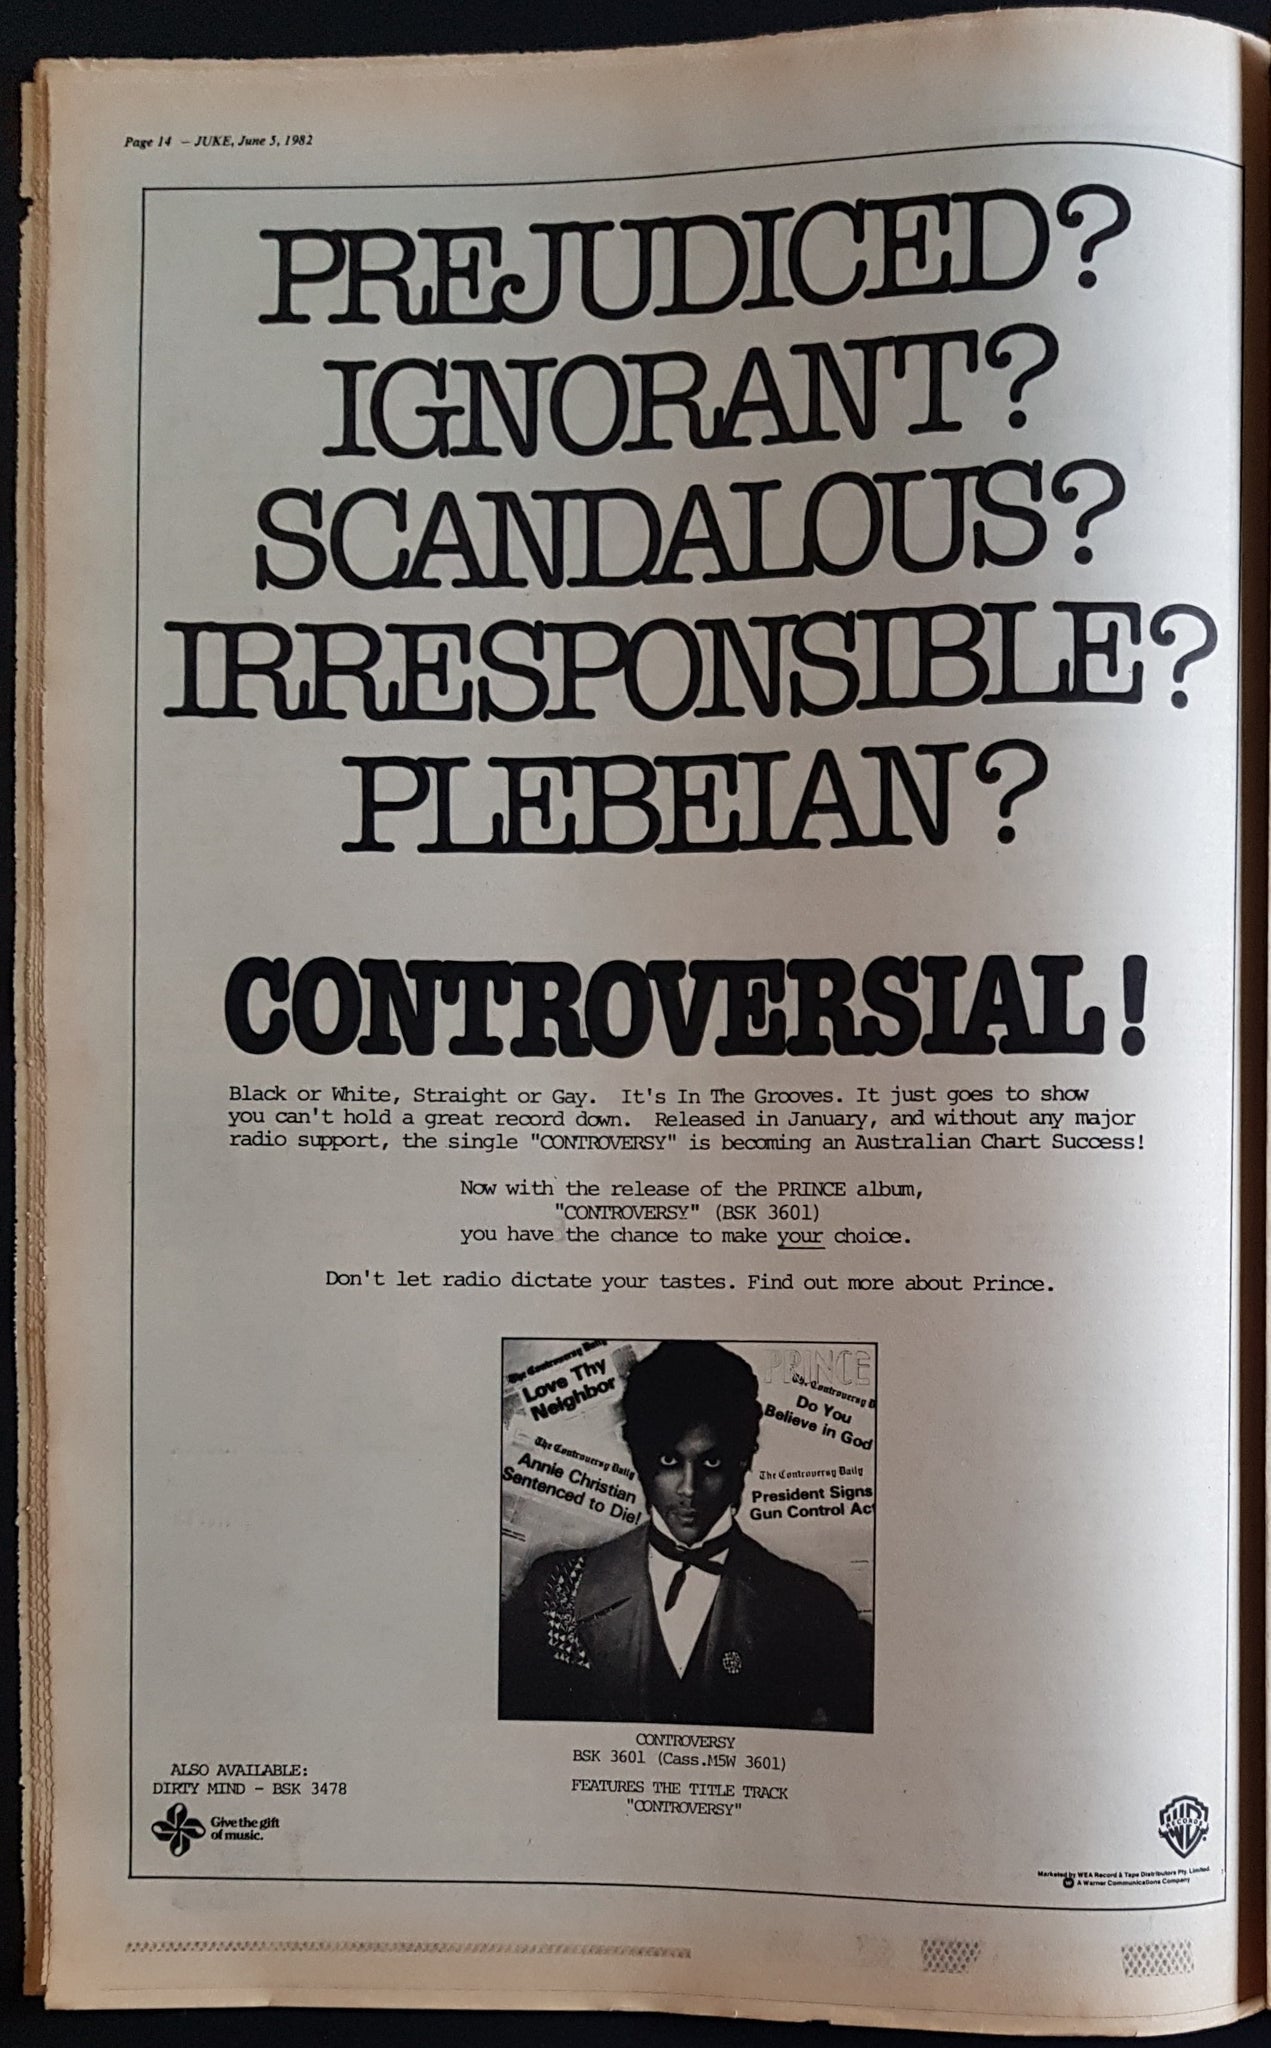 Page 14 – JUKE, June 5, 1982
PREJUDICED?
IGNORANT?
SCANDALOUS?
IRRESPONSIBLE?
PLEBEIAN?
CONTROVERSIAL!
Black or White, Straight or Gay. It's In The Grooves. It just goes to show
you can't hold a great record down. Released in January, and without any major
radio support, the single "CONTROVERSY" is becoming an Australian Chart Success!
Now with the release of the PRINCE album,
"CONTROVERSY" (BSK 3601)
you have the chance to make your choice.
Don't let radio dictate your tastes. Find out more about Prince.
The Controversy Daily
Love Thy
Neighbor
The Controversy Daily
Annie Christian
Sentenced to Die!
PRINCE
The Controversy D
Do You
Believe in God
The Controversy Daily
President Signs
Gun Control Act
CONTROVERSY
BSK 3601 (Cass.M5W 3601)
FEATURES THE TITLE TRACK
"CONTROVERSY"
ALSO AVAILABLE:
DIRTY MIND - BSK 3478
Give the gift
of music.
WB
RECORDS
Marketed by WEA Record & Tape Distributors Pty. Limited.
A Warner Communications Company